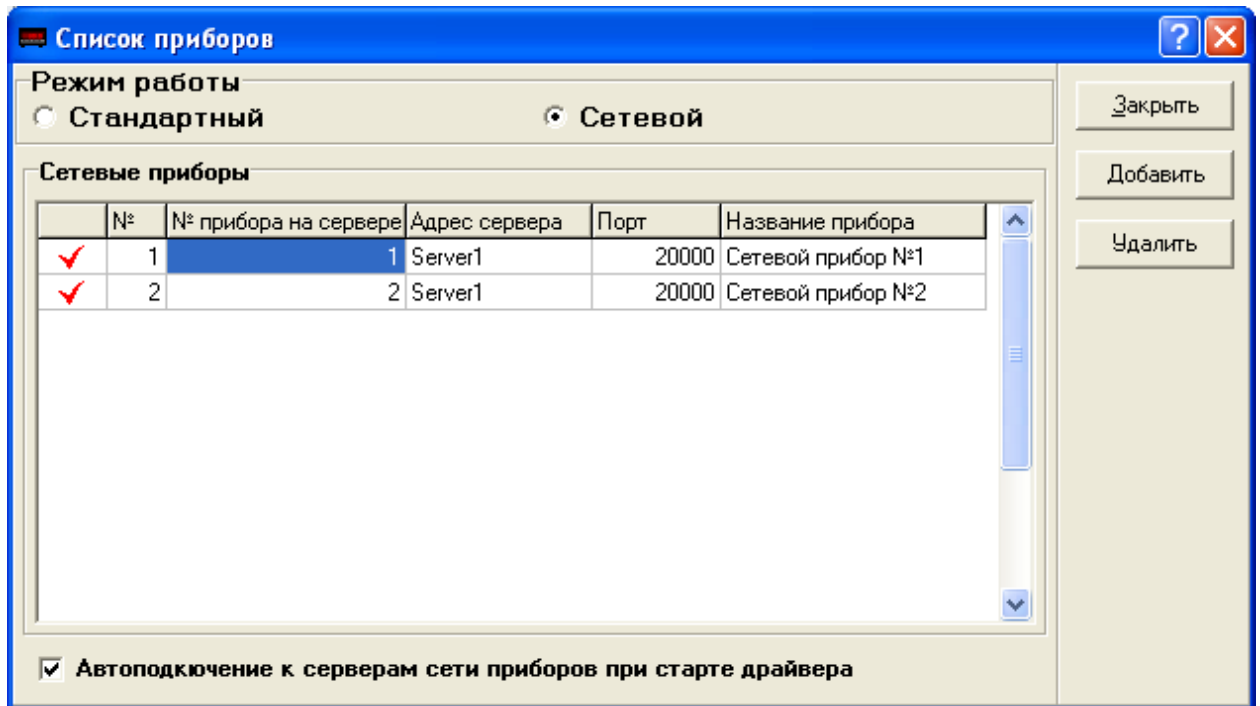 Список приборов
Режим работы
Стандартный Сетевой
Закрыть
Сетевые приборы
Добавить
№ № прибора на сервере Адрес сервера Порт Название прибора
Удалить
1 1 Server1 20000 Сетевой прибор №1
2 2 Server1 20000 Сетевой прибор №2
Автоподкючение к серверам сети приборов при старте драйвера